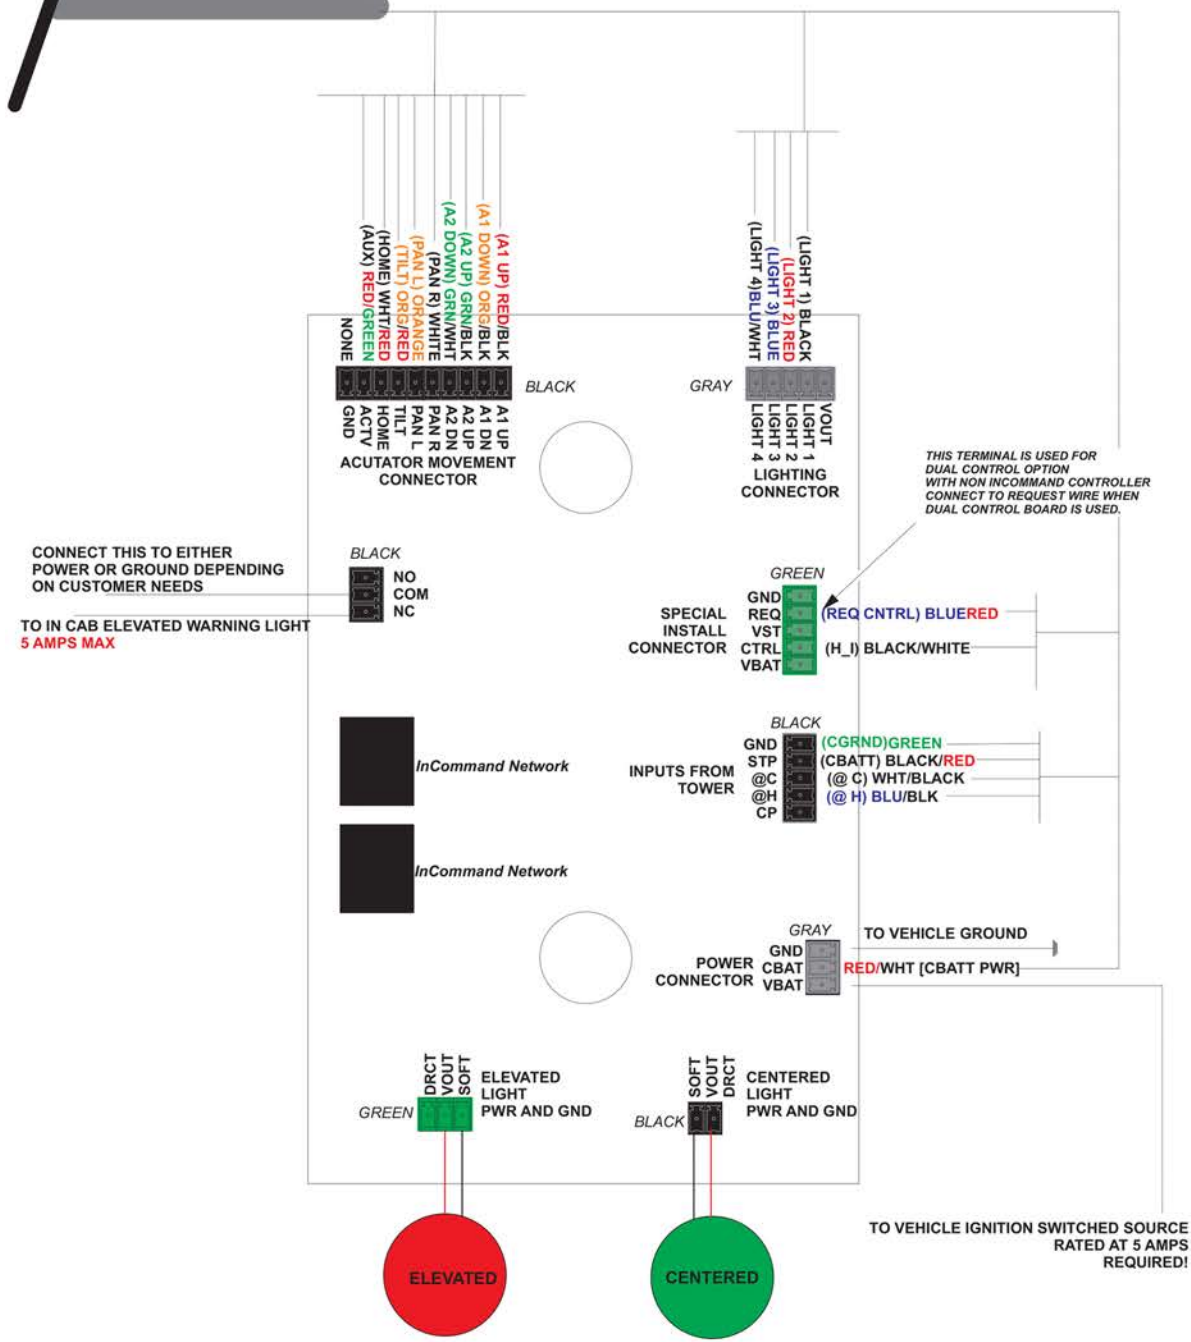 NONE
(AUX) RED/GREEN
(HOME) WHT/RED
(TILT) ORG/RED
(PAN L) ORANGE
(PAN R) WHITE
(A2 DOWN) GRN/WHT
(A2 UP) GRN/BLK
(A1 DOWN) ORG/BLK
(A1 UP) RED/BLK
BLACK
GND
ACTV
HOME
TILT
PAN L
PAN R
A2 DN
A2 UP
A1 DN
A1 UP
ACUTATOR MOVEMENT
CONNECTOR
(LIGHT 4)BLU/WHT
(LIGHT 3) BLUE
(LIGHT 2) RED
(LIGHT 1) BLACK
GRAY
LIGHT 4
LIGHT 3
LIGHT 2
LIGHT 1
VOUT
LIGHTING
CONNECTOR
THIS TERMINAL IS USED FOR
DUAL CONTROL OPTION
WITH NON INCOMMAND CONTROLLER
CONNECT TO REQUEST WIRE WHEN
DUAL CONTROL BOARD IS USED.
CONNECT THIS TO EITHER
POWER OR GROUND DEPENDING
ON CUSTOMER NEEDS
TO IN CAB ELEVATED WARNING LIGHT
5 AMPS MAX
BLACK
NO
COM
NC
GREEN
SPECIAL
INSTALL
CONNECTOR
GND
REQ
VST
CTRL
VBAT
(REQ CNTRL) BLUERED
(H_I) BLACK/WHITE
BLACK
INPUTS FROM
TOWER
GND
STP
@C
@H
CP
(CGRND)GREEN
(CBATT) BLACK/RED
(@ C) WHT/BLACK
(@ H) BLU/BLK
InCommand Network
InCommand Network
GRAY
POWER
CONNECTOR
GND
CBAT
VBAT
TO VEHICLE GROUND
RED/WHT [CBATT PWR]
DRCT
VOUT
SOFT
GREEN
ELEVATED
LIGHT
PWR AND GND
SOFT
VOUT
DRCT
BLACK
CENTERED
LIGHT
PWR AND GND
ELEVATED
CENTERED
TO VEHICLE IGNITION SWITCHED SOURCE
RATED AT 5 AMPS
REQUIRED!